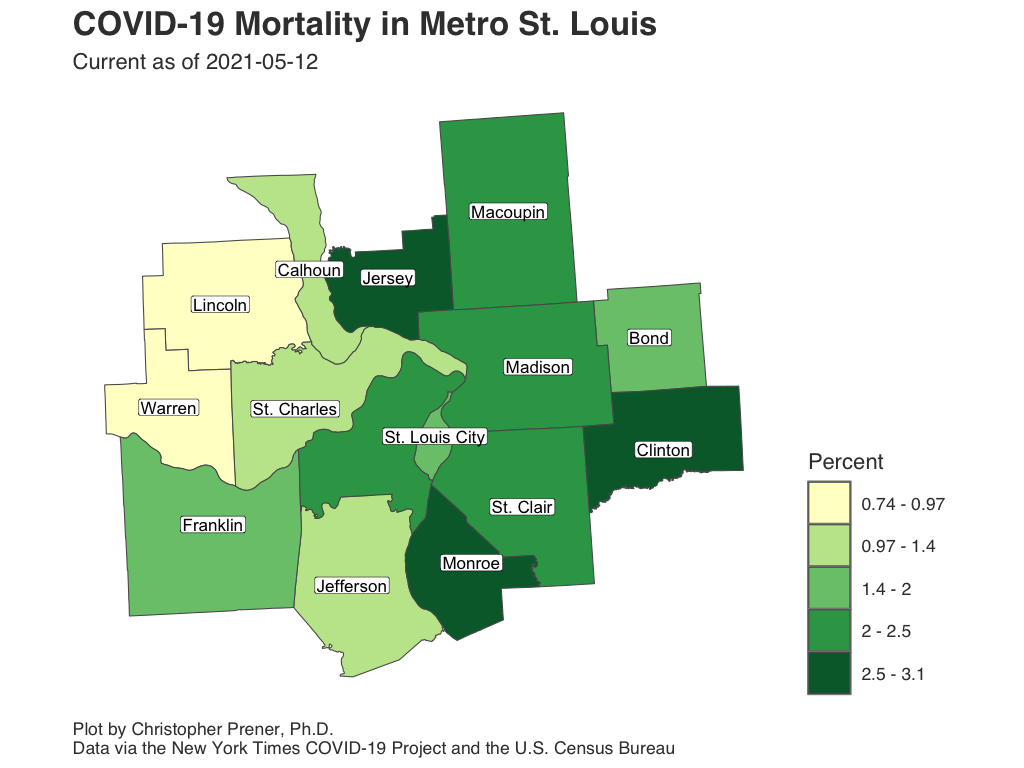 COVID-19 Mortality in Metro St. Louis
Current as of 2021-05-12
Macoupin
Calhoun
Jersey
Lincoln
Bond
Madison
Warren
St. Charles
St. Louis City
Clinton
Franklin
St. Clair
Monroe
Jefferson
Percent
0.74 - 0.97
0.97 - 1.4
1.4 - 2
2 - 2.5
2.5 - 3.1
Plot by Christopher Prener, Ph.D.
Data via the New York Times COVID-19 Project and the U.S. Census Bureau